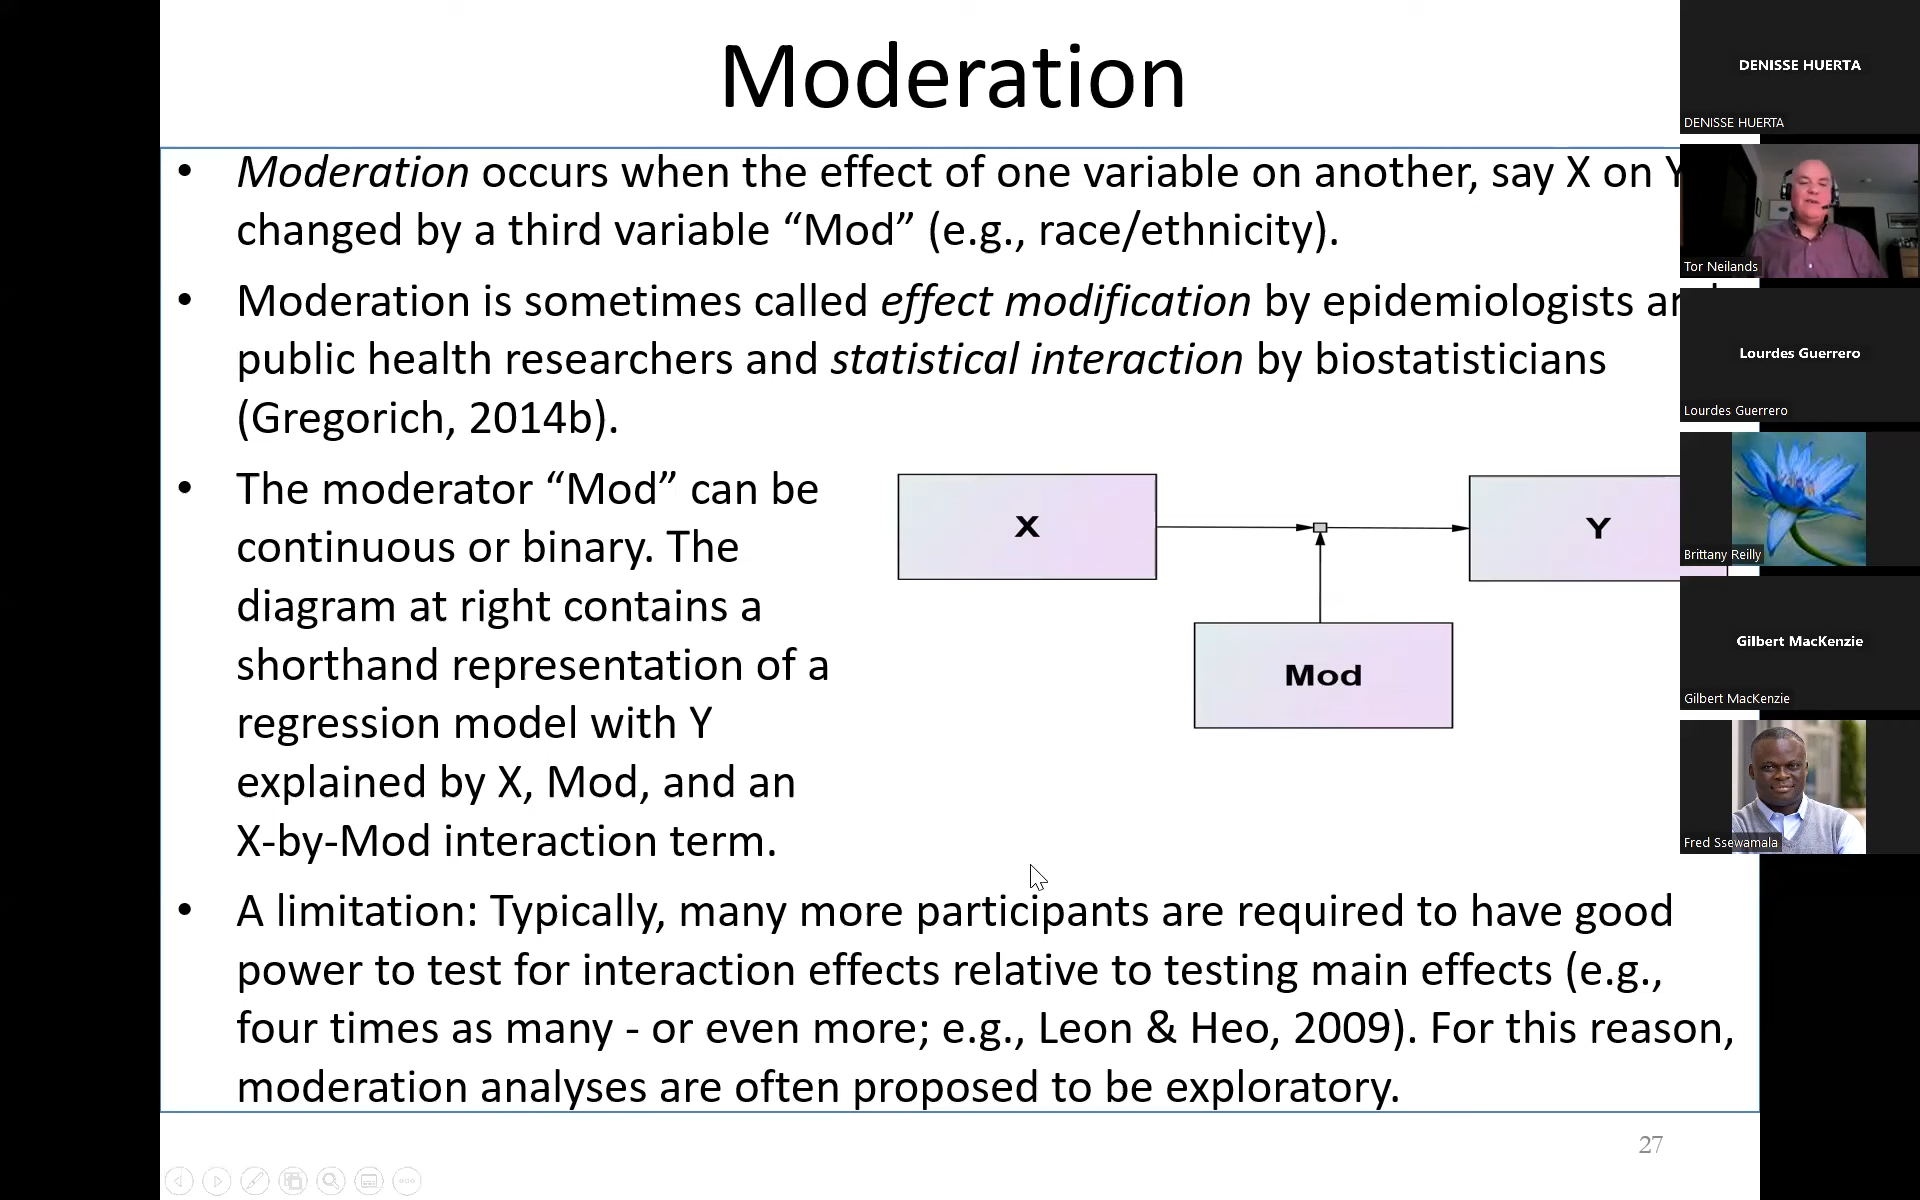 Moderation
• Moderation occurs when the effect of one variable on another, say X on Y
changed by a third variable “Mod” (e.g., race/ethnicity).
• Moderation is sometimes called effect modification by epidemiologists
public health researchers and statistical interaction by biostatisticians
(Gregorich, 2014b).
• The moderator “Mod” can be
continuous or binary. The
diagram at right contains a
shorthand representation of a
regression model with Y
explained by X, Mod, and an
X-by-Mod interaction term.
X
Y
Mod
• A limitation: Typically, many more participants are required to have good
power to test for interaction effects relative to testing main effects (e.g.,
four times as many - or even more; e.g., Leon & Heo, 2009). For this reason,
moderation analyses are often proposed to be exploratory.
27
DENISSE HUERTA
DENISSE HUERTA
Tor Neilands
Lourdes Guerrero
Lourdes Guerrero
Brittany Reilly
Gilbert MacKenzie
Gilbert MacKenzie
Fred Ssewamala